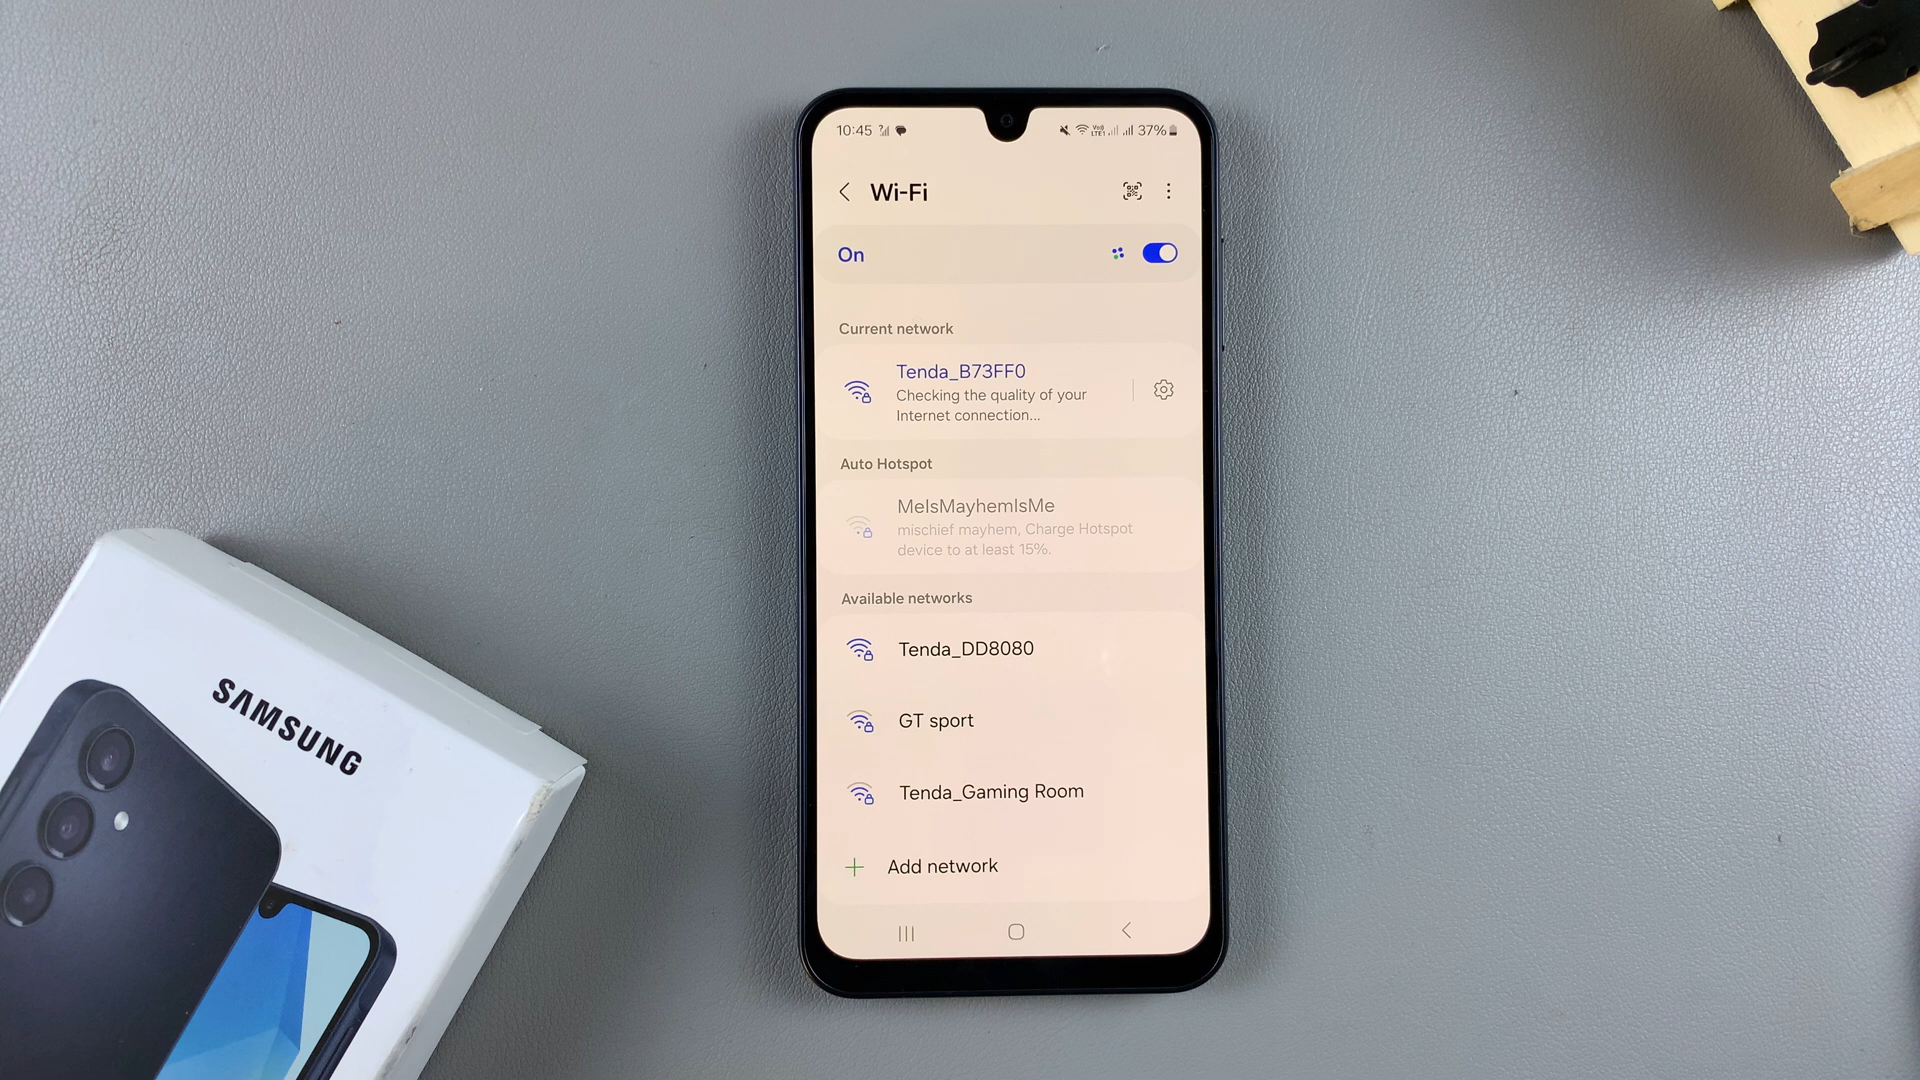 10:45
37%
Wi-Fi
On
Current network
Tenda_B73FF0
Checking the quality of your
Internet connection...
Auto Hotspot
MeIsMayhemIsMe
mischief mayhem, Charge Hotspot
device to at least 15%.
Available networks
Tenda_DD8080
GT sport
Tenda_Gaming Room
Add network
SAMSUNG